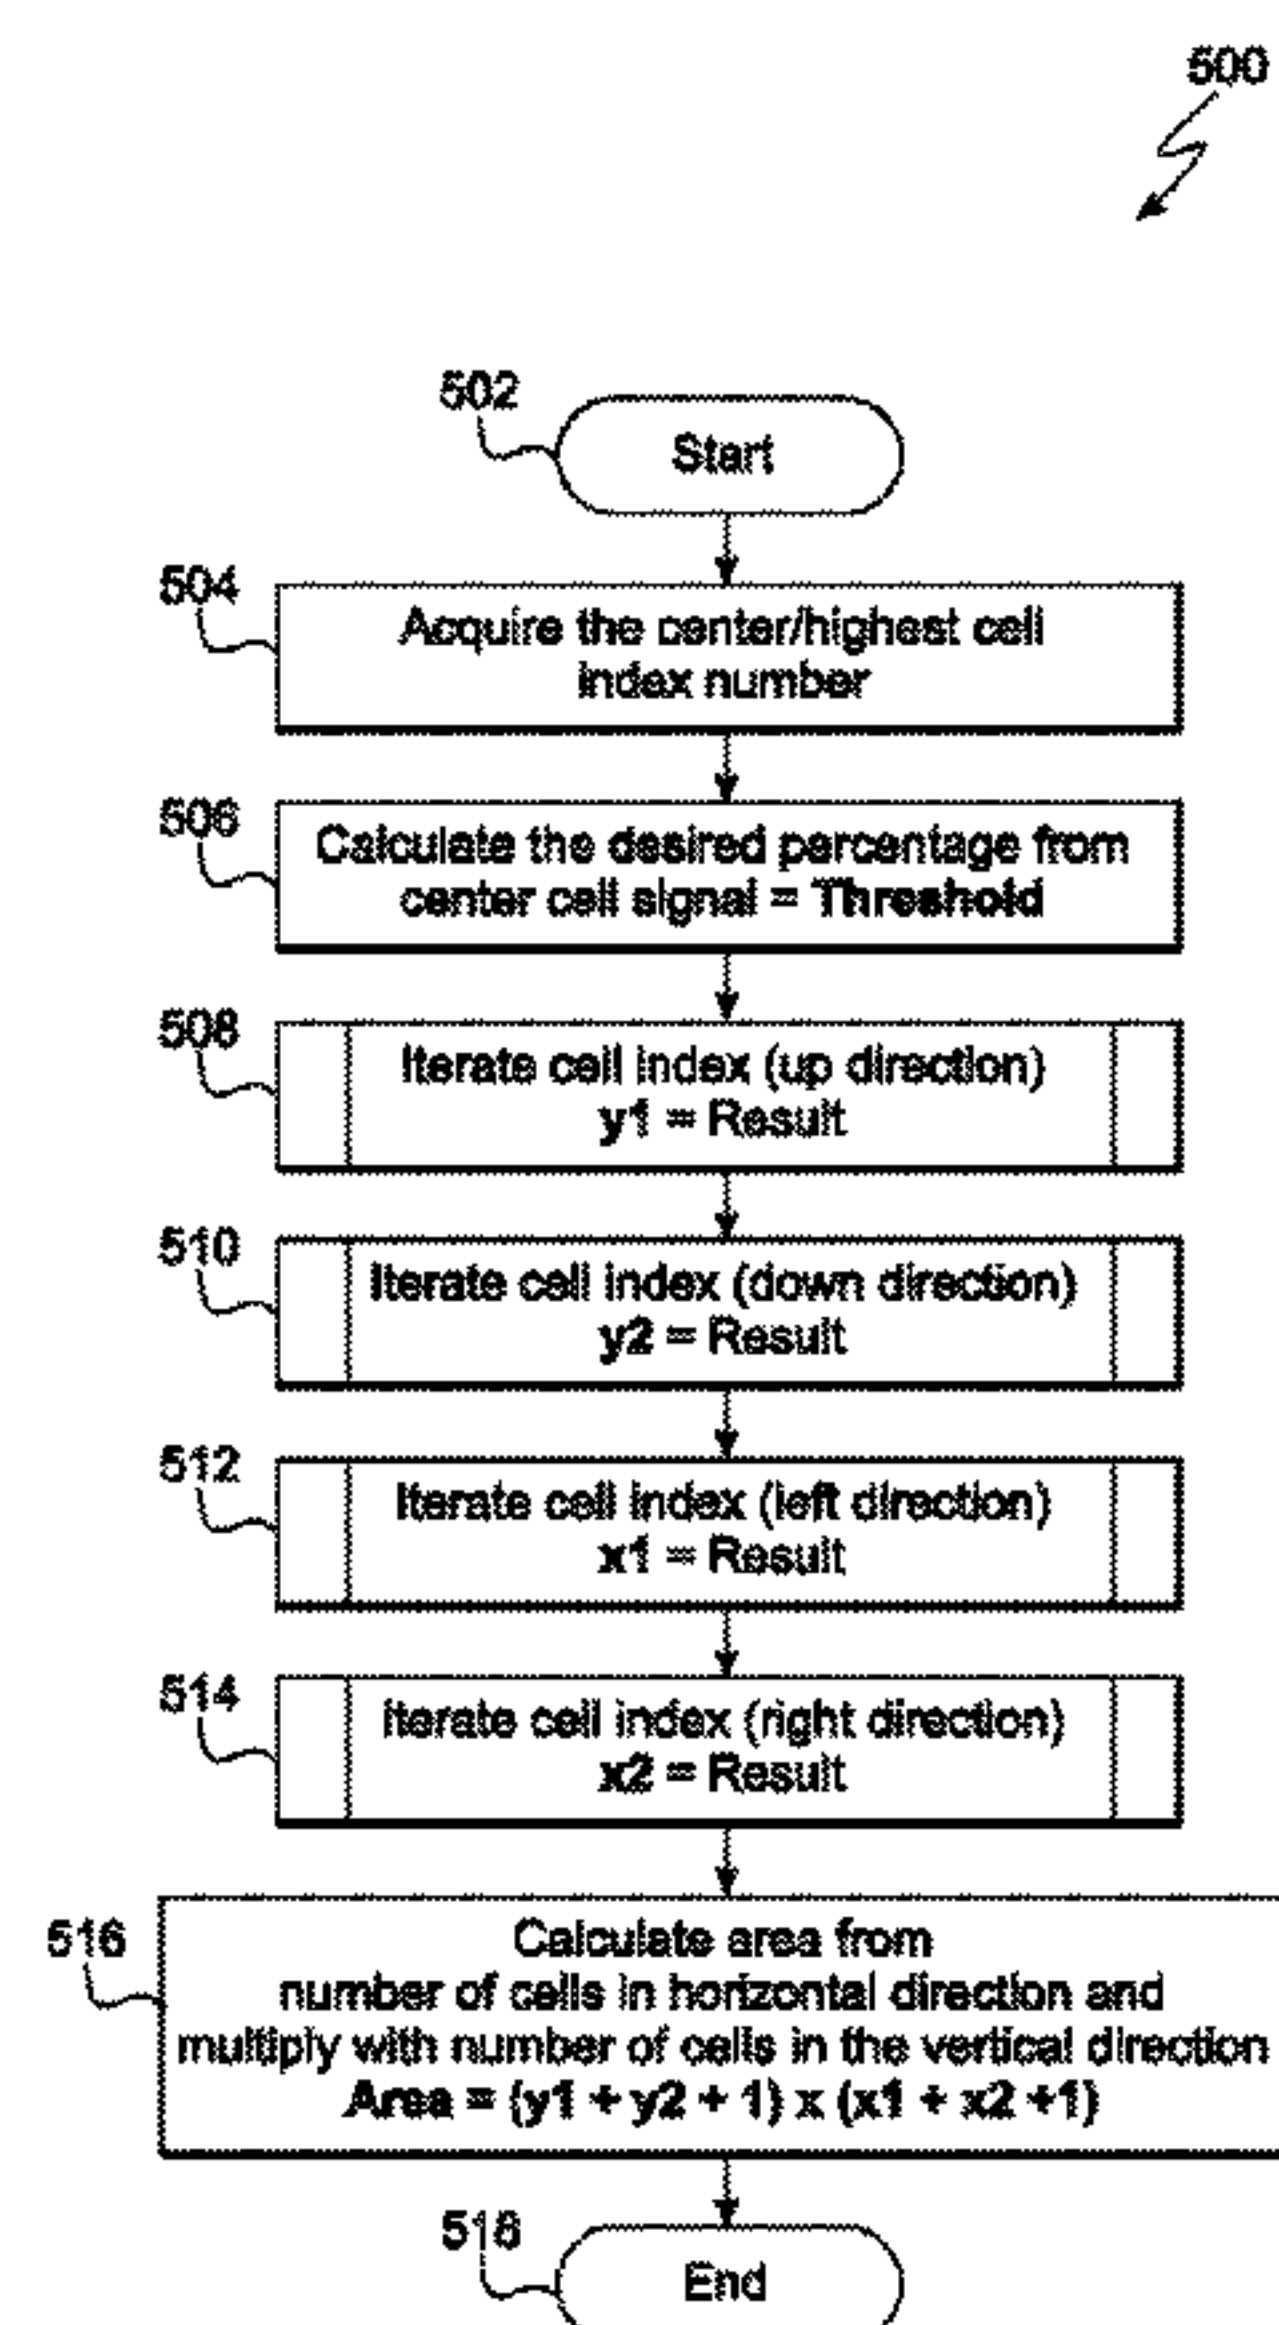 500
502
Start
504
Acquire the center/highest cell
index number
506
Calculate the desired percentage from
center cell signal = Threshold
508
Iterate cell index (up direction)
y1 = Result
510
Iterate cell index (down direction)
y2 = Result
512
Iterate cell index (left direction)
x1 = Result
514
Iterate cell index (right direction)
x2 = Result
516
Calculate area from
number of cells in horizontal direction and
multiply with number of cells in the vertical direction
Area = (y1 + y2 + 1) x (x1 + x2 +1)
518
End